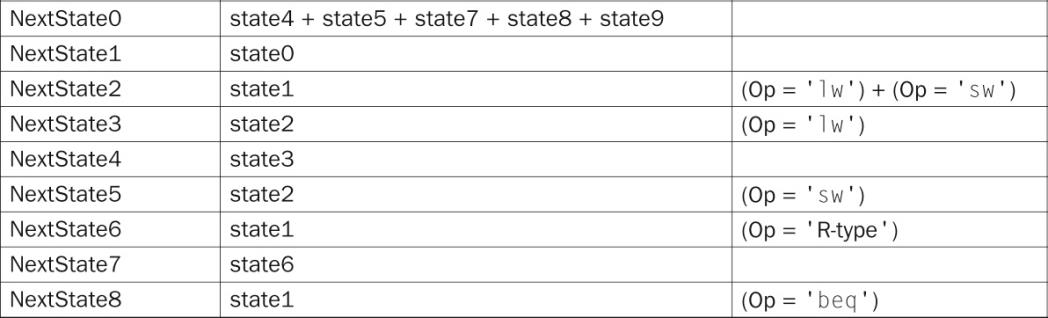 NextState0 state4 + state5 + state7 + state8 + state9
NextState1 state0
NextState2 state1 (Op = 'lw') + (Op = 'sw')
NextState3 state2 (Op = 'lw')
NextState4 state3
NextState5 state2 (Op = 'sw')
NextState6 state1 (Op = 'R-type')
NextState7 state6
NextState8 state1 (Op = 'beq')